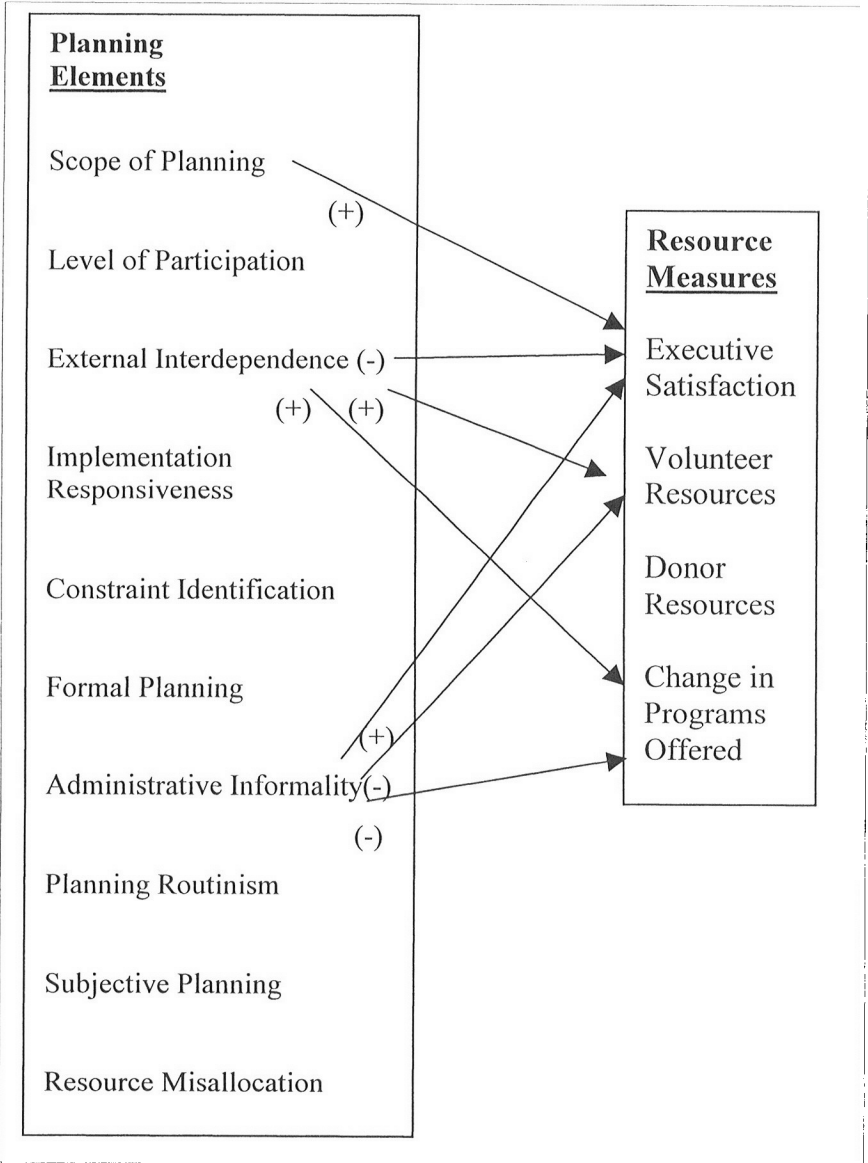 Planning
Elements
Scope of Planning
(+)
Level of Participation
External Interdependence (-)
(+) (+)
Implementation
Responsiveness
Constraint Identification
Formal Planning
(+)
Administrative Informality(-)
(-)
Planning Routinism
Subjective Planning
Resource Misallocation
Resource
Measures
Executive
Satisfaction
Volunteer
Resources
Donor
Resources
Change in
Programs
Offered